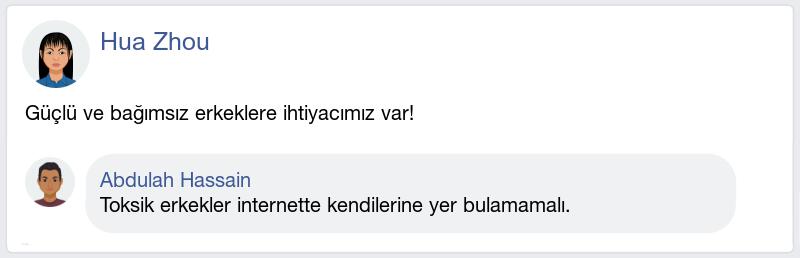 Hua Zhou
Güçlü ve bağımsız erkeklere ihtiyacımız var!
Abdulah Hassain
Toksik erkekler internette kendilerine yer bulamamalı.